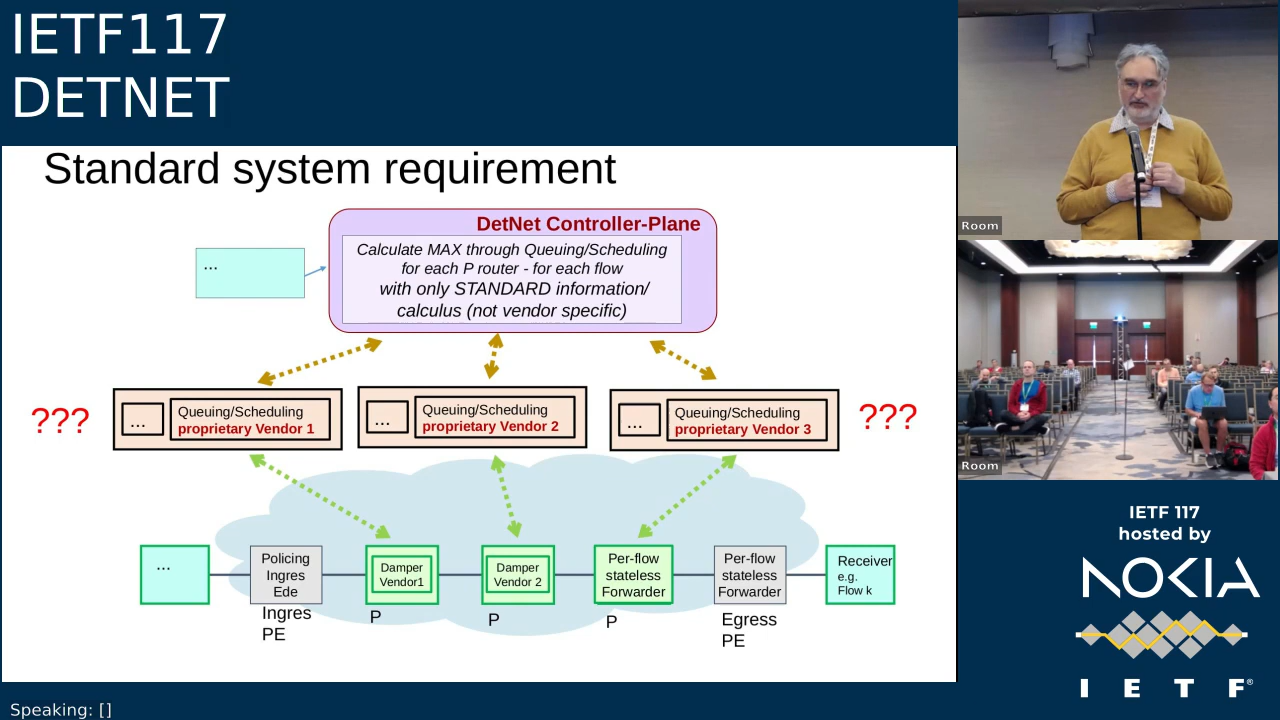 IETF117
DETNET
Standard system requirement
DetNet Controller-Plane
Calculate MAX through Queuing/Scheduling
for each P router - for each flow
with only STANDARD information/
calculus (not vendor specific)
...
???
...
Queuing/Scheduling
proprietary Vendor 1
...
Queuing/Scheduling
proprietary Vendor 2
...
Queuing/Scheduling
proprietary Vendor 3
???
...
Policing
Ingres
Ede
Ingres
PE
Damper
Vendor1
P
Damper
Vendor 2
P
Per-flow
stateless
Forwarder
P
Per-flow
stateless
Forwarder
Egress
PE
Receiver
e.g.
Flow k
Room
Room
IETF 117
hosted by
NOKIA
I E T F®
Speaking: []